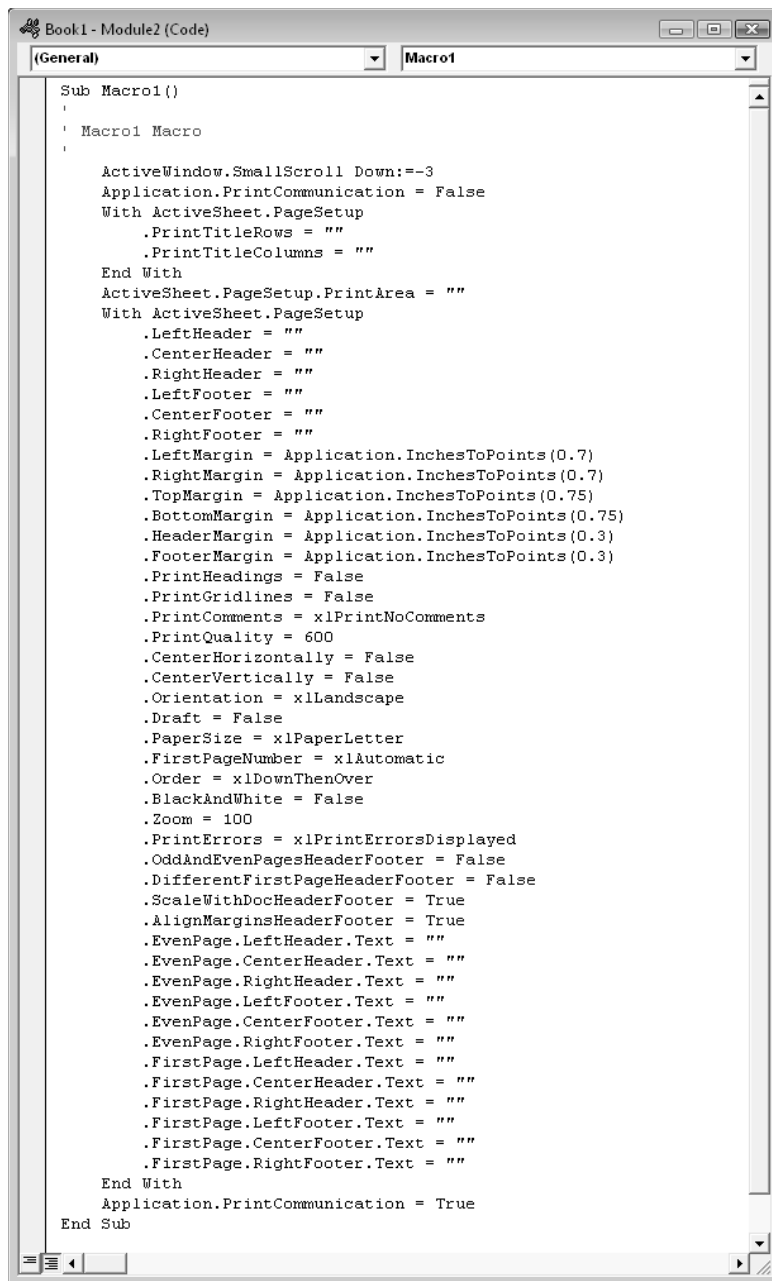 Book1 - Module2 (Code)
(General) Macro1
Sub Macro1()
'
' Macro1 Macro
'
    ActiveWindow.SmallScroll Down:=-3
    Application.PrintCommunication = False
    With ActiveSheet.PageSetup
        .PrintTitleRows = ""
        .PrintTitleColumns = ""
    End With
    ActiveSheet.PageSetup.PrintArea = ""
    With ActiveSheet.PageSetup
        .LeftHeader = ""
        .CenterHeader = ""
        .RightHeader = ""
        .LeftFooter = ""
        .CenterFooter = ""
        .RightFooter = ""
        .LeftMargin = Application.InchesToPoints(0.7)
        .RightMargin = Application.InchesToPoints(0.7)
        .TopMargin = Application.InchesToPoints(0.75)
        .BottomMargin = Application.InchesToPoints(0.75)
        .HeaderMargin = Application.InchesToPoints(0.3)
        .FooterMargin = Application.InchesToPoints(0.3)
        .PrintHeadings = False
        .PrintGridlines = False
        .PrintComments = xlPrintNoComments
        .PrintQuality = 600
        .CenterHorizontally = False
        .CenterVertically = False
        .Orientation = xlLandscape
        .Draft = False
        .PaperSize = xlPaperLetter
        .FirstPageNumber = xlAutomatic
        .Order = xlDownThenOver
        .BlackAndWhite = False
        .Zoom = 100
        .PrintErrors = xlPrintErrorsDisplayed
        .OddAndEvenPagesHeaderFooter = False
        .DifferentFirstPageHeaderFooter = False
        .ScaleWithDocHeaderFooter = True
        .AlignMarginsHeaderFooter = True
        .EvenPage.LeftHeader.Text = ""
        .EvenPage.CenterHeader.Text = ""
        .EvenPage.RightHeader.Text = ""
        .EvenPage.LeftFooter.Text = ""
        .EvenPage.CenterFooter.Text = ""
        .EvenPage.RightFooter.Text = ""
        .FirstPage.LeftHeader.Text = ""
        .FirstPage.CenterHeader.Text = ""
        .FirstPage.RightHeader.Text = ""
        .FirstPage.LeftFooter.Text = ""
        .FirstPage.CenterFooter.Text = ""
        .FirstPage.RightFooter.Text = ""
    End With
    Application.PrintCommunication = True
End Sub